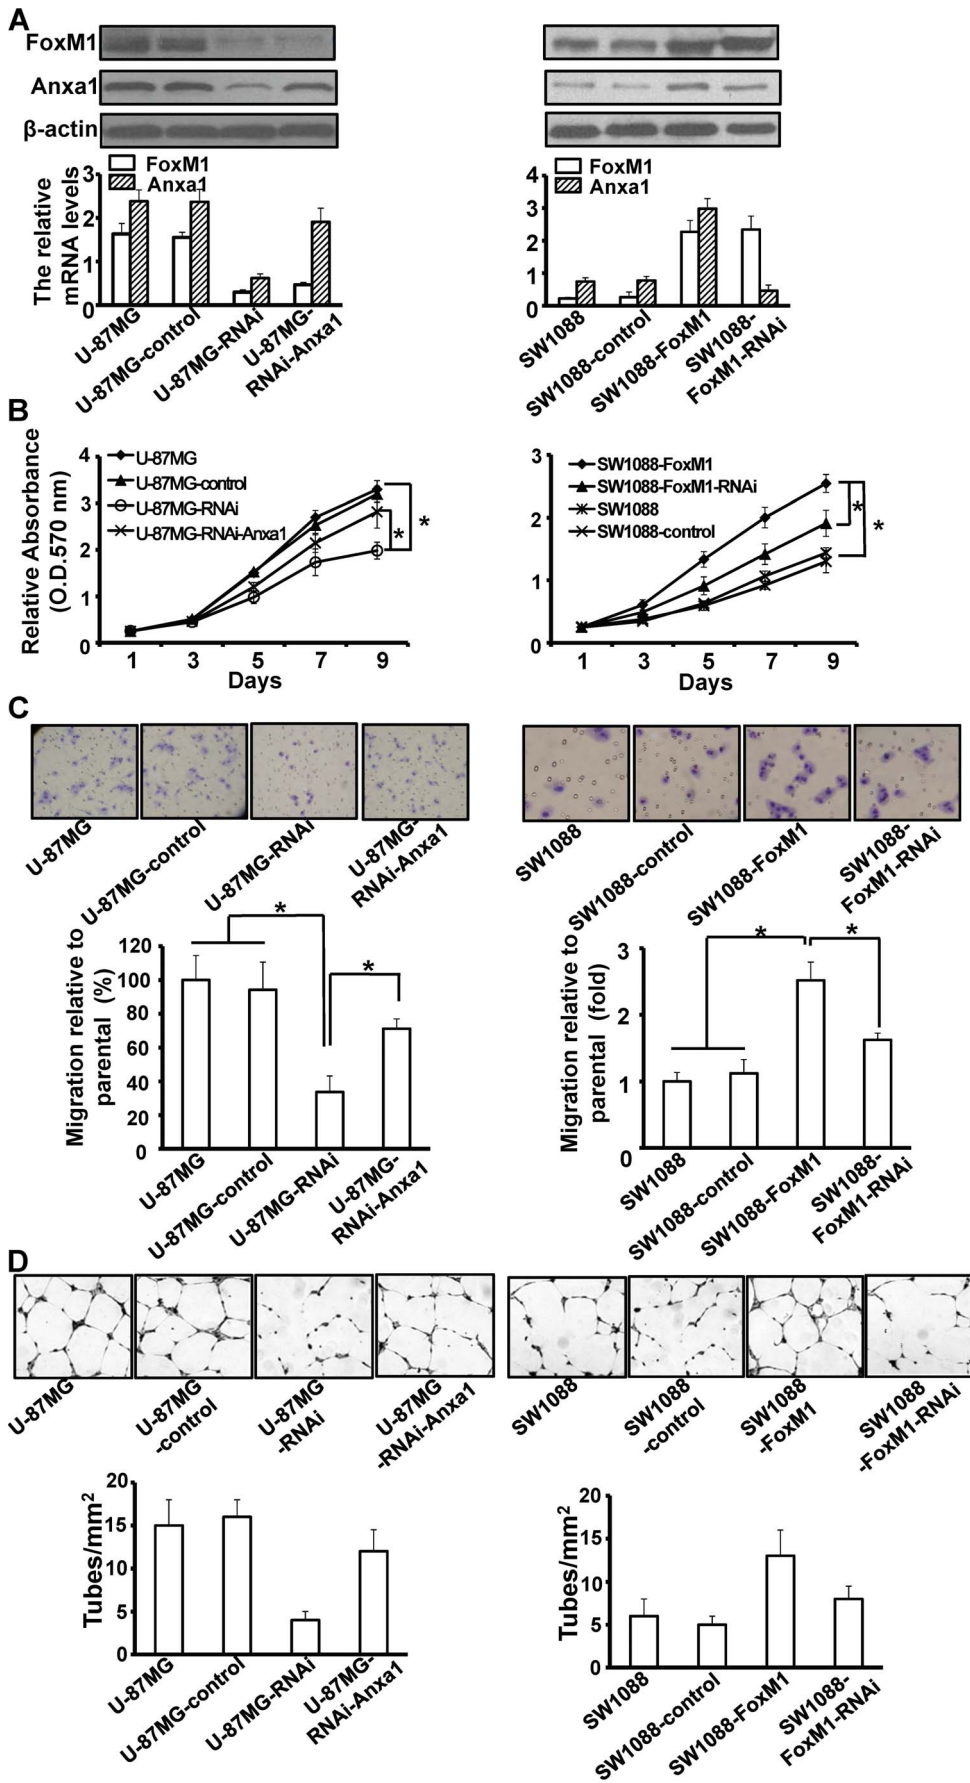 A
FoxM1
Anxa1
β-actin
FoxM1
Anxa1
The relative
mRNA levels
3
2
1
0
U-87MG
U-87MG-control
U-87MG-RNAi
U-87MG-
RNAi-Anxa1
FoxM1
Anxa1
4
3
2
1
0
SW1088
SW1088-control
SW1088-FoxM1
SW1088-
FoxM1-RNAi
B
Relative Absorbance
(O.D.570 nm)
4
3
2
1
0
U-87MG
U-87MG-control
U-87MG-RNAi
U-87MG-RNAi-Anxa1
*
*
1 3 5 7 9
Days
3
2
1
0
SW1088-FoxM1
SW1088-FoxM1-RNAi
SW1088
SW1088-control
*
*
1 3 5 7 9
Days
C
U-87MG
U-87MG-control
U-87MG-RNAi
U-87MG-
RNAi-Anxa1
SW1088
SW1088-control
SW1088-FoxM1
SW1088-
FoxM1-RNAi
Migration relative to
parental (%)
120
100
80
60
40
20
0
*
*
U-87MG
U-87MG-control
U-87MG-RNAi
U-87MG-
RNAi-Anxa1
Migration relative to
parental (fold)
3
2
1
0
*
*
SW1088
SW1088-control
SW1088-FoxM1
SW1088-
FoxM1-RNAi
D
U-87MG
U-87MG
-control
U-87MG
-RNAi
U-87MG
-RNAi-Anxa1
SW1088
SW1088
-control
SW1088
-FoxM1
SW1088
-FoxM1-RNAi
Tubes/mm²
20
15
10
5
0
U-87MG
U-87MG-control
U-87MG-RNAi
U-87MG-
RNAi-Anxa1
Tubes/mm²
20
15
10
5
0
SW1088
SW1088-control
SW1088-FoxM1
SW1088-
FoxM1-RNAi